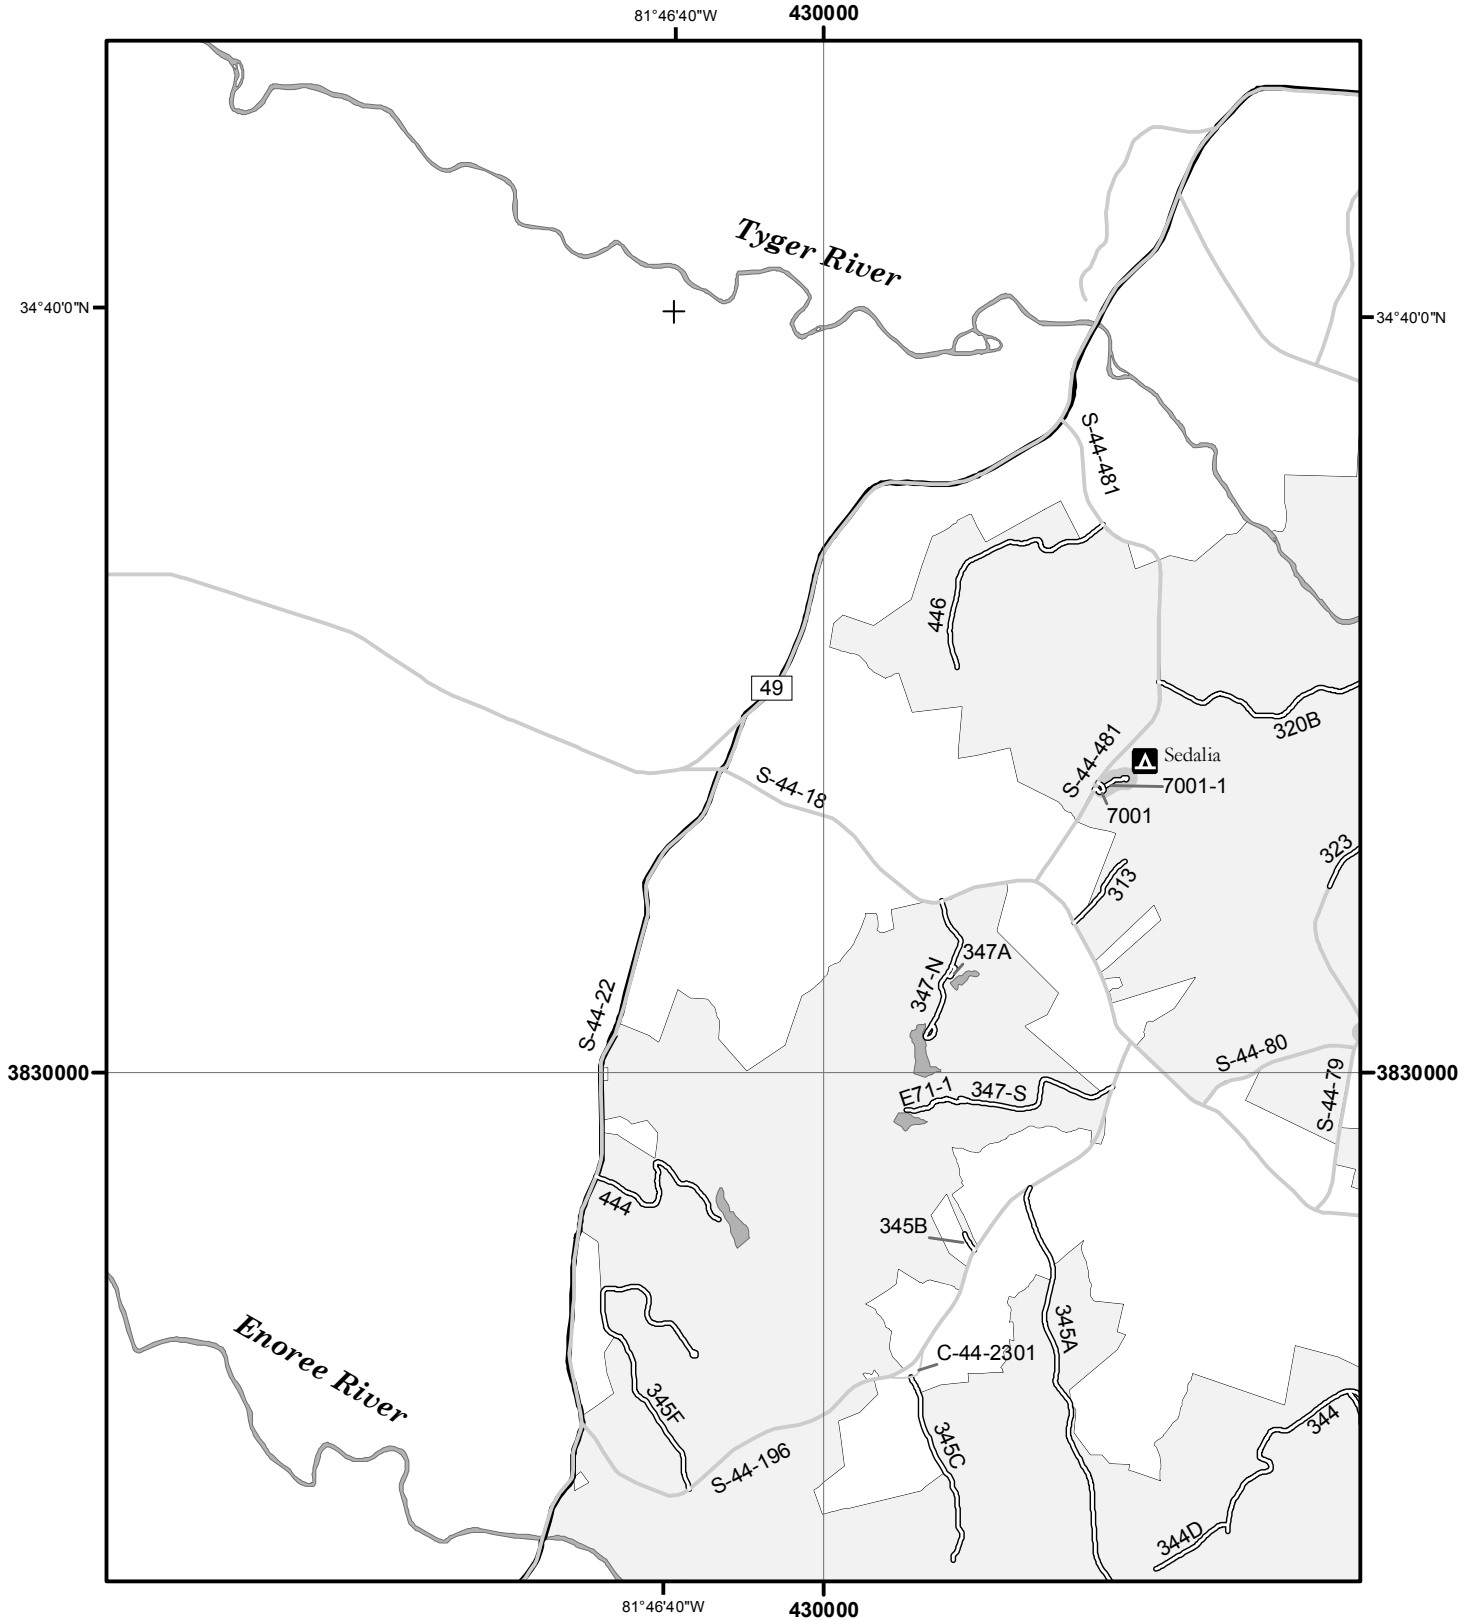 81°46'40"W
430000
Tyger River
34°40'0"N
34°40'0"N
S-44-481
446
49
320B
S-44-481
Sedalia
7001-1
7001
S-44-18
323
313
347A
347-N
S-44-22
S-44-80
3830000
3830000
E71-1
347-S
S-44-79
444
345B
Enoree River
345A
C-44-2301
345F
344
345C
S-44-196
344D
81°46'40"W
430000